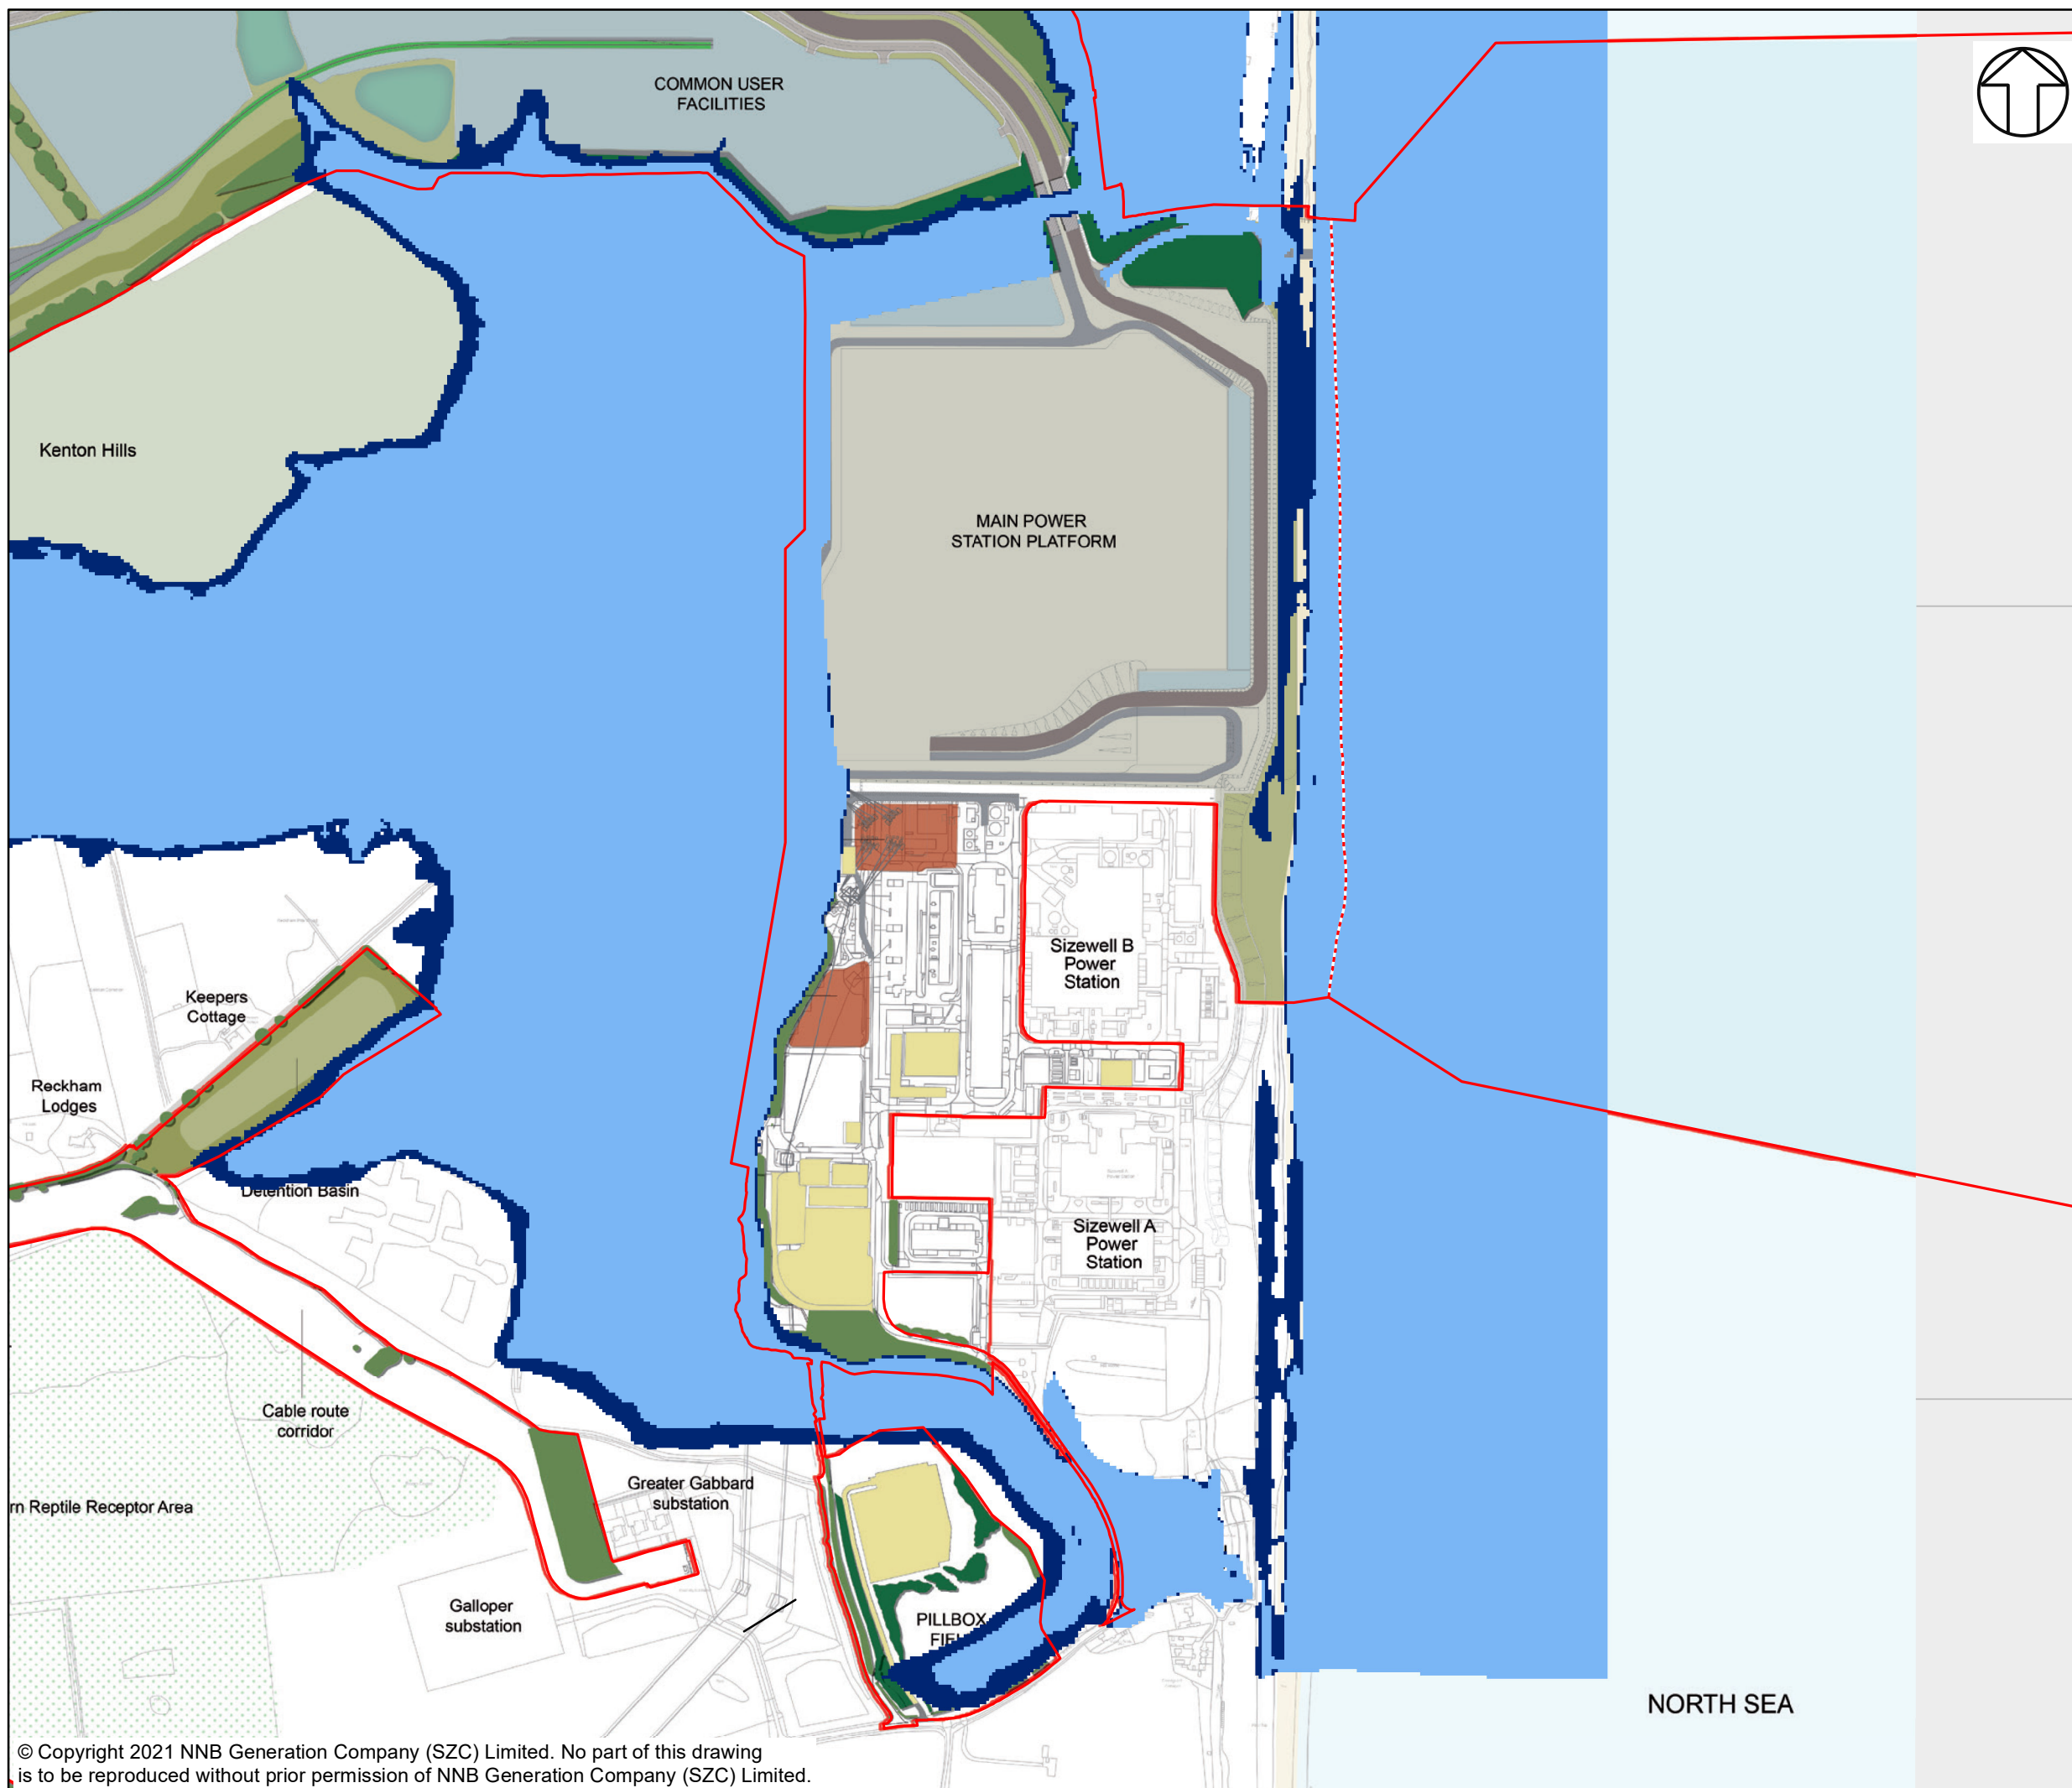 COMMON USER
FACILITIES
Kenton Hills
MAIN POWER
STATION PLATFORM
Sizewell B
Power
Station
Keepers
Cottage
Reckham
Lodges
Detention Basin
Sizewell A
Power
Station
Cable route
corridor
Greater Gabbard
substation
rn Reptile Receptor Area
Galloper
substation
PILLBOX
NORTH SEA
© Copyright 2021 NNB Generation Company (SZC) Limited. No part of this drawing
is to be reproduced without prior permission of NNB Generation Company (SZC) Limited.